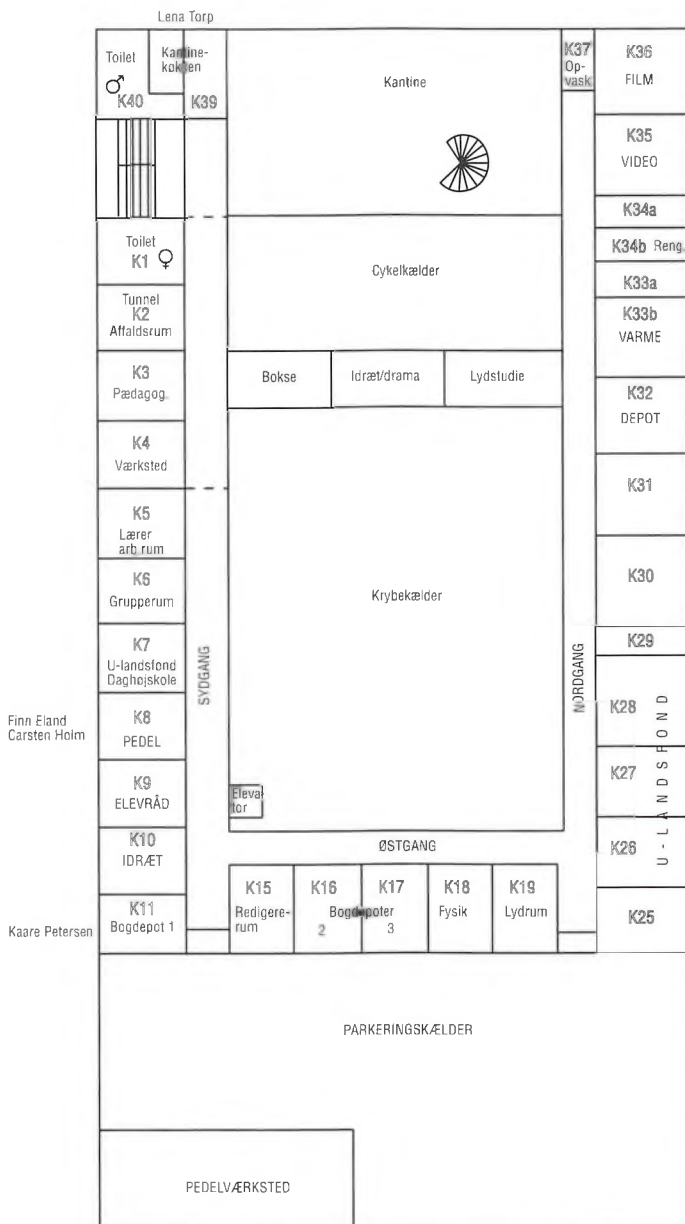 Lena Torp
Toilet
♂
K40
Kantine-
køkken
K39
Kantine
K37
Op-
vask
K36
FILM
K35
VIDEO
K34a
K34b Reng.
K33a
K33b
VARME
K32
DEPOT
K31
K30
K29
K28
K27
K26
U-LANDSFOND
K25
Toilet
K1 ♀
Tunnel
K2
Affaldsrum
K3
Pædagog.
K4
Værksted
K5
Lærer
arb rum
K6
Grupperum
K7
U-landsfond
Daghøjskole
Finn Eland
Carsten Holm
K8
PEDEL
K9
ELEVRÅD
K10
IDRÆT
Kaare Petersen
K11
Bogdepot 1
SYDGANG
Cykelkælder
Bokse
Idræt/drama
Lydstudie
Krybekælder
NORDGANG
Eleva-
tor
ØSTGANG
K15
Redigere-
rum
K16
K17
Bogdepoter
2
3
K18
Fysik
K19
Lydrum
PARKERINGSKÆLDER
PEDELVÆRKSTED